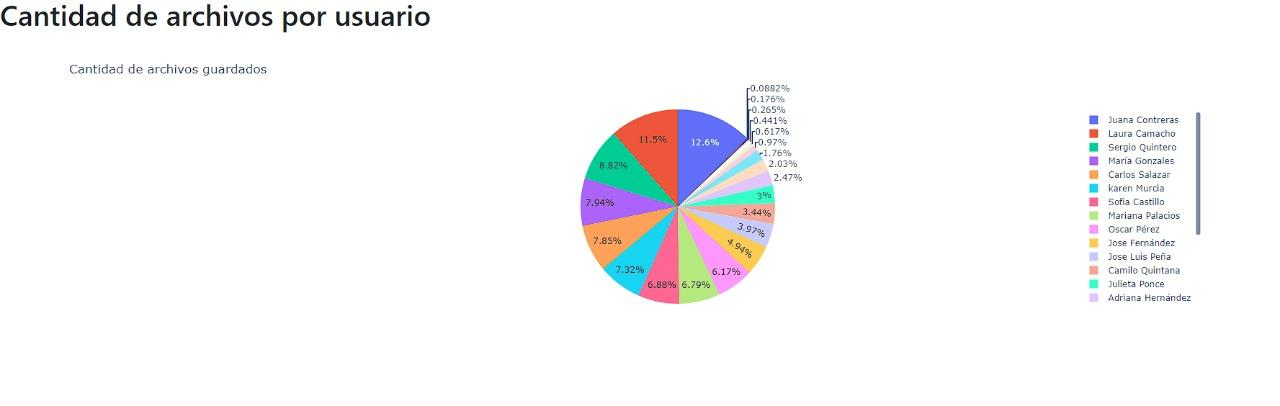 Cantidad de archivos por usuario
Cantidad de archivos guardados
0.0882%
0.176%
0.265%
0.441%
0.617%
0.97%
1.76%
2.03%
2.47%
3%
3.44%
3.97%
4.94%
6.17%
6.79%
6.88%
7.32%
7.85%
7.94%
8.82%
11.5%
12.6%
Juana Contreras
Laura Camacho
Sergio Quintero
María Gonzales
Carlos Salazar
karen Murcia
Sofia Castillo
Mariana Palacios
Oscar Pérez
Jose Fernández
Jose Luis Peña
Camilo Quintana
Julieta Ponce
Adriana Hernández